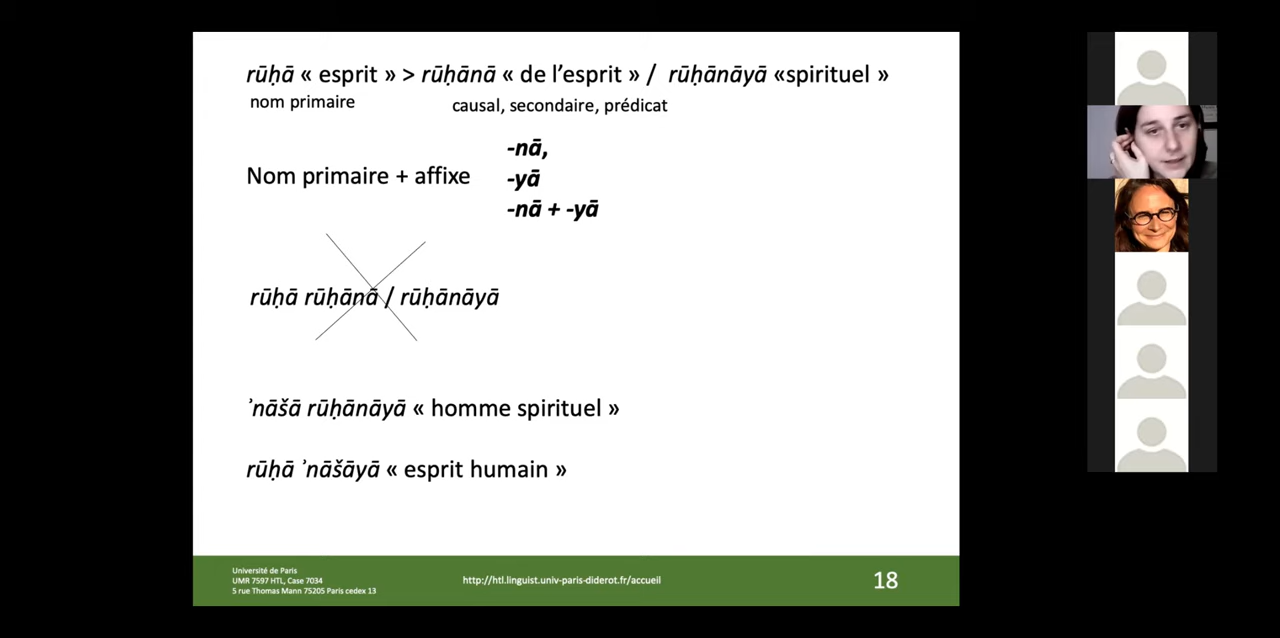 rūḥā « esprit » > rūḥānā « de l’esprit » / rūḥānāyā «spirituel »
nom primaire causal, secondaire, prédicat
-nā,
Nom primaire + affixe -yā
-nā + -yā
rūḥā rūḥānā / rūḥānāyā
ʾnāšā rūḥānāyā « homme spirituel »
rūḥā ʾnāšāyā « esprit humain »
Université de Paris
UMR 7597 HTL, Case 7034
5 rue Thomas Mann 75205 Paris cedex 13
http://htl.linguist.univ-paris-diderot.fr/accueil
18